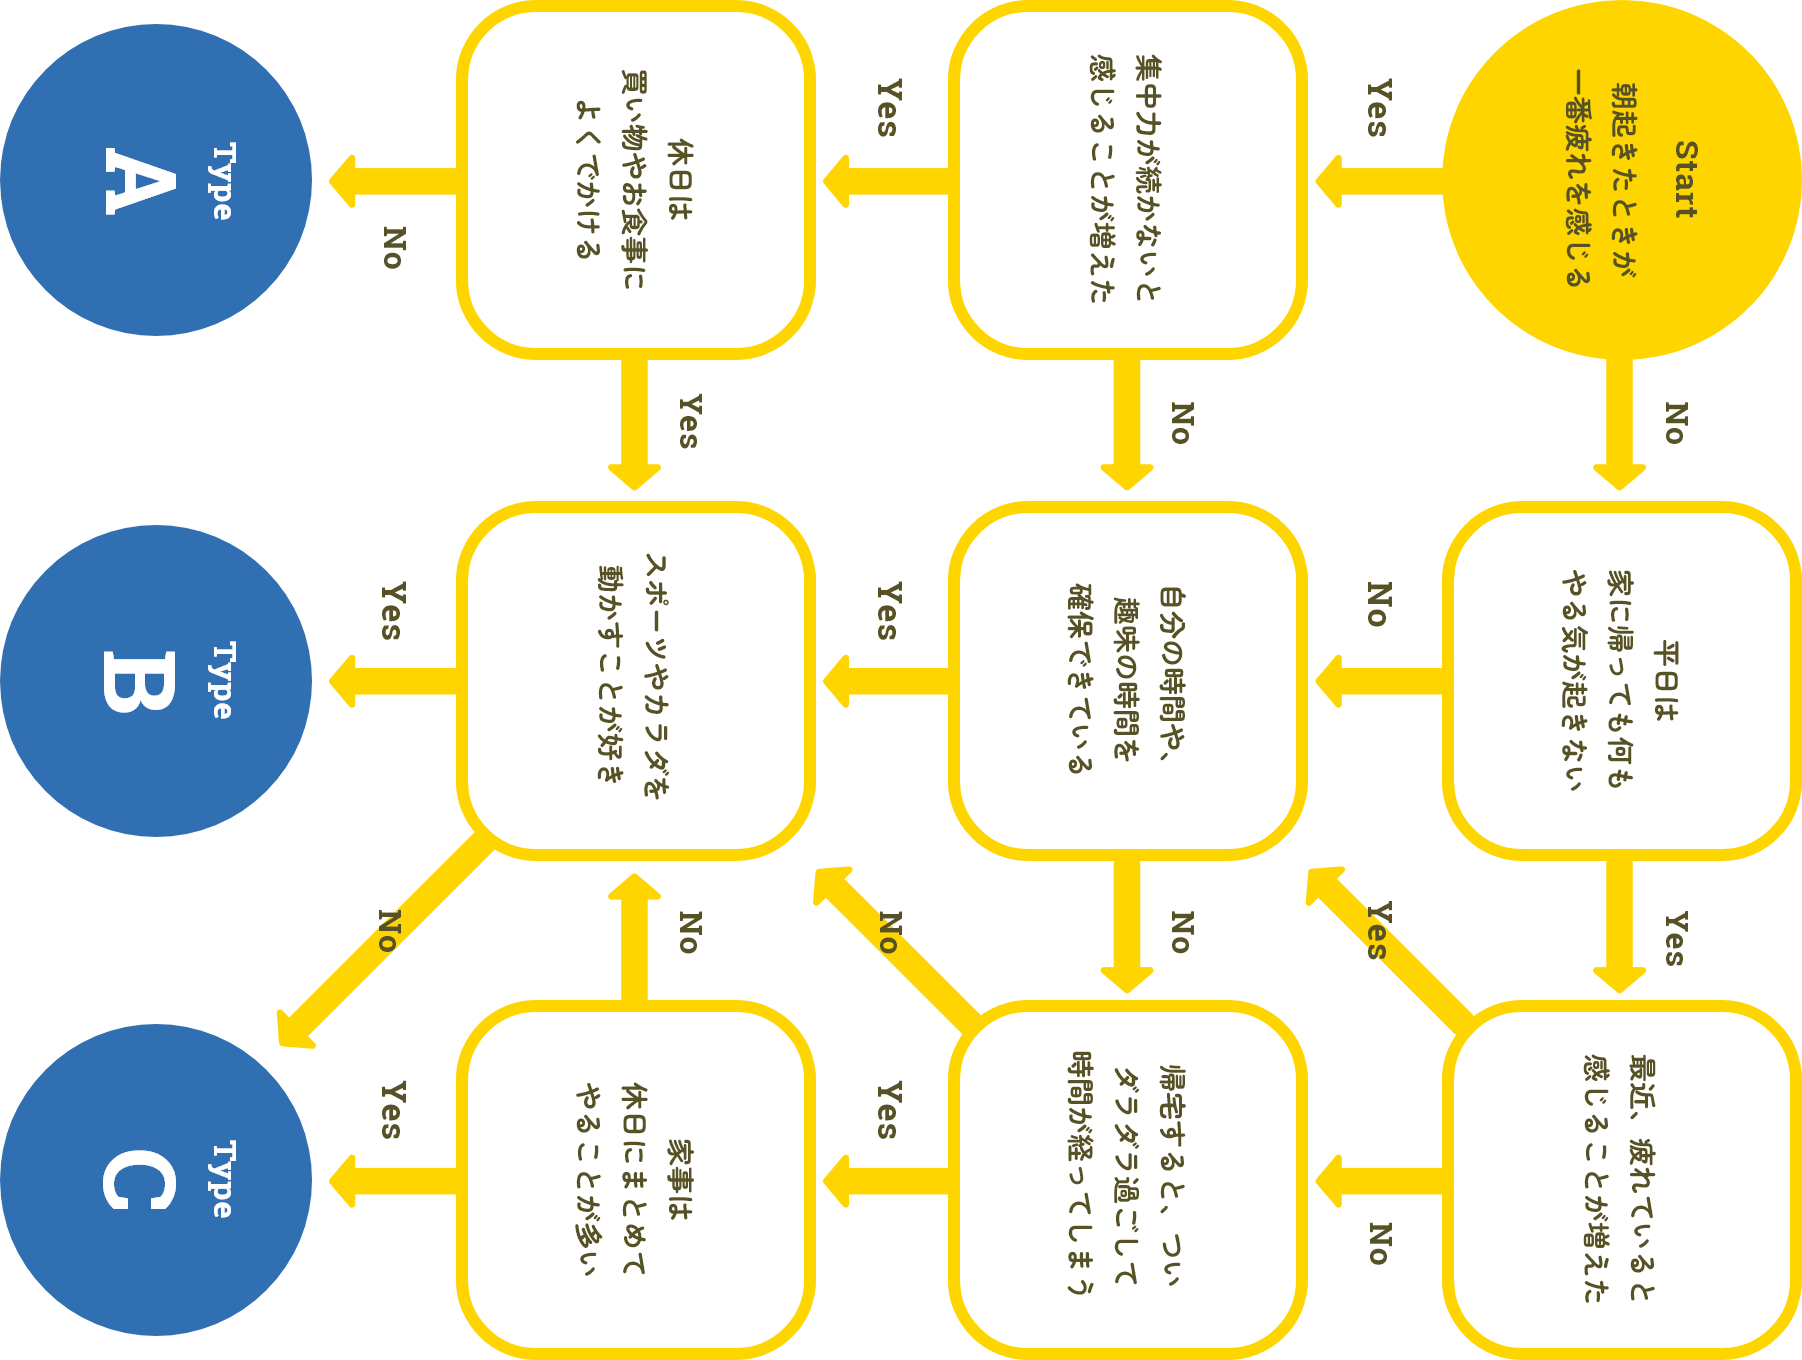 Start
朝起きたときが
一番疲れを感じる
No
平日は
家に帰っても何も
やる気が起きない
Yes
最近、疲れていると
感じることが増えた
Yes
No
Yes
No
集中力が続かないと
感じることが増えた
No
自分の時間や、
趣味の時間を
確保できている
No
帰宅すると、つい
ダラダラ過ごして
時間が経ってしまう
Yes
Yes
No
Yes
休日は
買い物やお食事に
よくでかける
Yes
スポーツやカラダを
動かすことが好き
No
家事は
休日にまとめて
やることが多い
No
Yes
No
Yes
Type
A
Type
B
Type
C